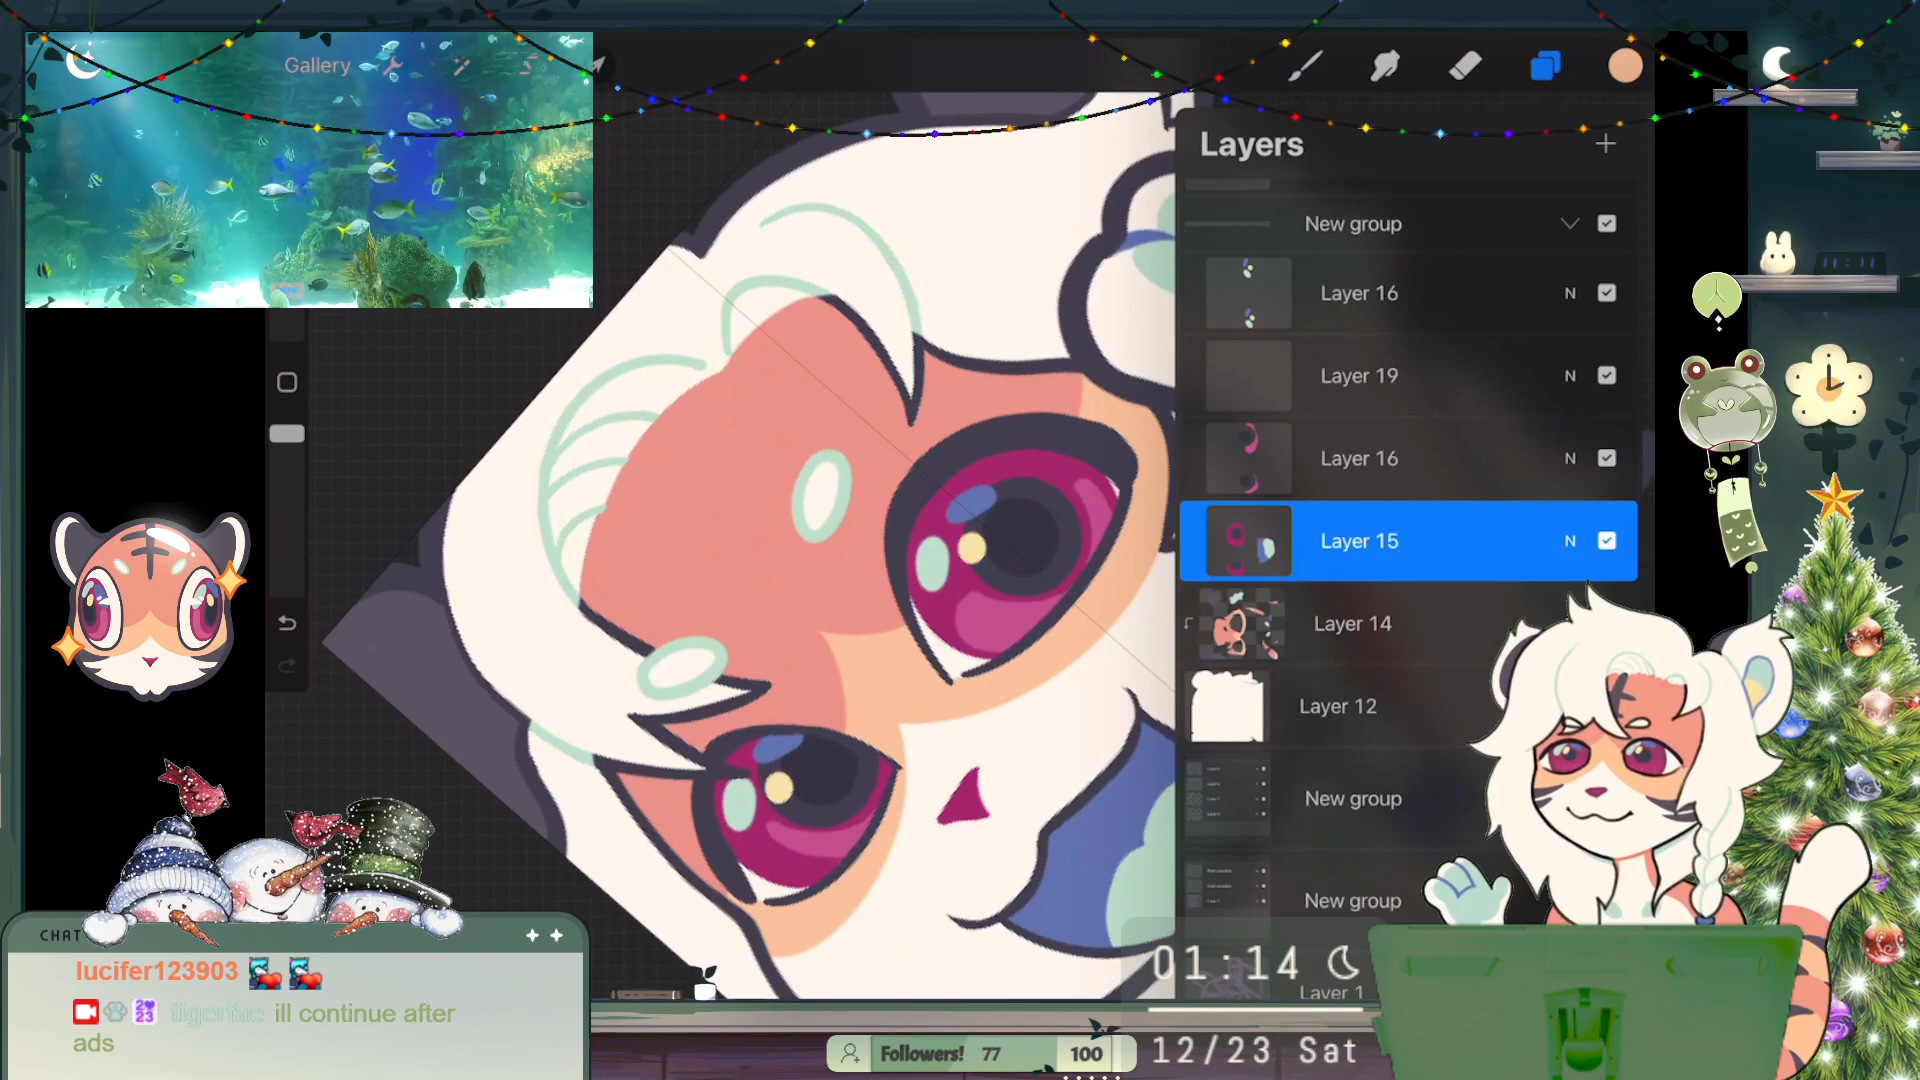 Gallery
Layers
New group
Layer 16
N
Layer 19
N
Layer 16
N
Layer 15
N
Layer 14
Layer 12
New group
New group
Layer 1
CHAT
lucifer123903
tigerfae ill continue after
ads
Followers! 77 100
01:14
12/23 Sat